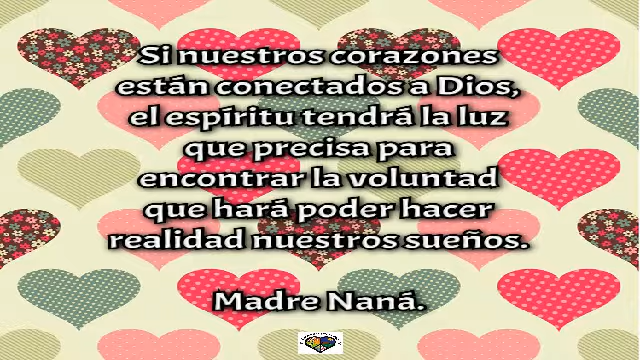 Si nuestros corazones
están conectados a Dios,
el espíritu tendrá la luz
que precisa para
encontrar la voluntad
que hará poder hacer
realidad nuestros sueños.
Madre Naná.